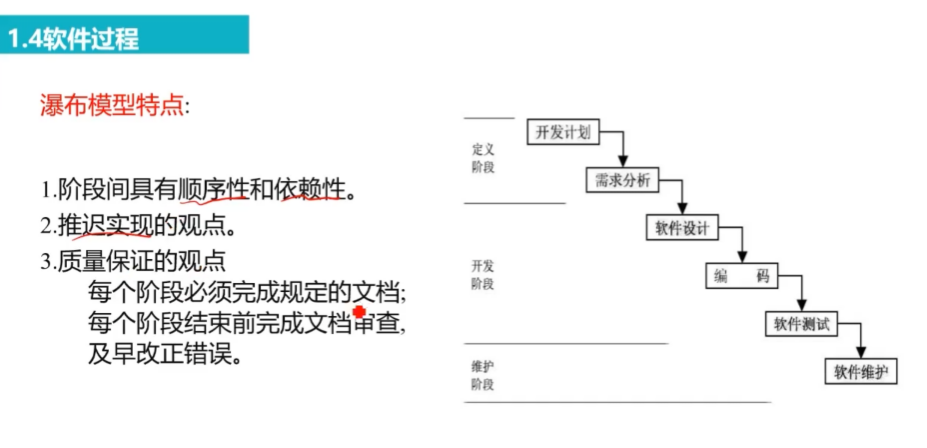 1.4软件过程
瀑布模型特点:
1.阶段间具有顺序性和依赖性。
2.推迟实现的观点。
3.质量保证的观点
每个阶段必须完成规定的文档;
每个阶段结束前完成文档审查,
及早改正错误。
定义
阶段
开发计划
需求分析
软件设计
开发
阶段
编 码
软件测试
维护
阶段
软件维护